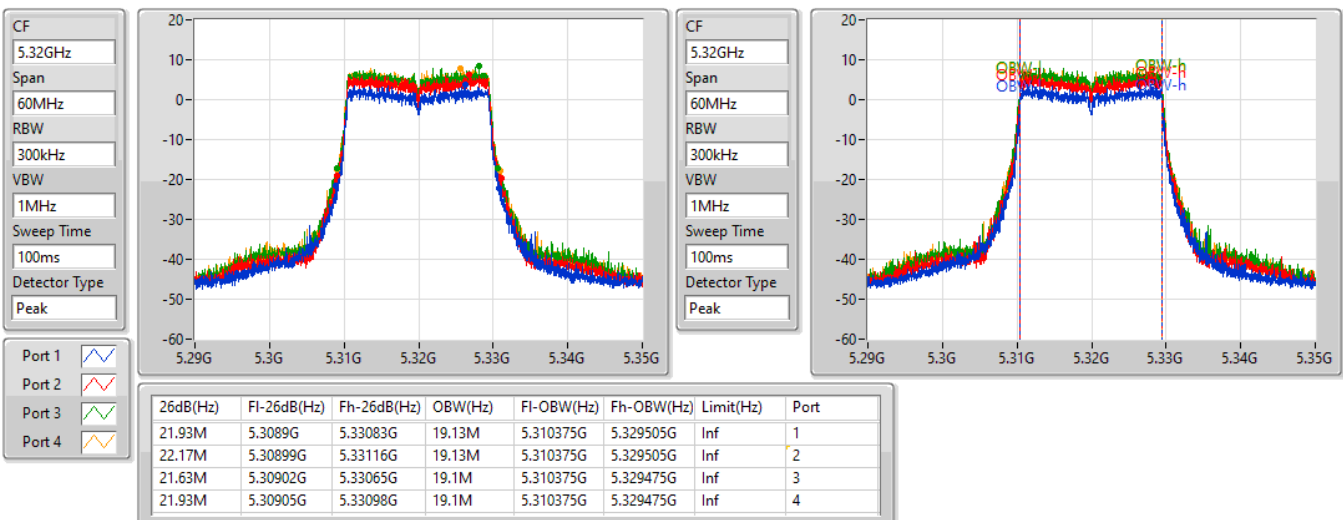 CF
5.32GHz
Span
60MHz
RBW
300kHz
VBW
1MHz
Sweep Time
100ms
Detector Type
Peak
20
10
0
-10
-20
-30
-40
-50
-60
5.29G 5.3G 5.31G 5.32G 5.33G 5.34G 5.35G
CF
5.32GHz
Span
60MHz
RBW
300kHz
VBW
1MHz
Sweep Time
100ms
Detector Type
Peak
20
10
0
-10
-20
-30
-40
-50
-60
OBW-h
OBW-h
OBW-h
5.29G 5.3G 5.31G 5.32G 5.33G 5.34G 5.35G
Port 1
Port 2
Port 3
Port 4
26dB(Hz) Fl-26dB(Hz) Fh-26dB(Hz) OBW(Hz) Fl-OBW(Hz) Fh-OBW(Hz) Limit(Hz) Port
21.93M 5.3089G 5.33083G 19.13M 5.310375G 5.329505G Inf 1
22.17M 5.30899G 5.33116G 19.13M 5.310375G 5.329505G Inf 2
21.63M 5.30902G 5.33065G 19.1M 5.310375G 5.329475G Inf 3
21.93M 5.30905G 5.33098G 19.1M 5.310375G 5.329475G Inf 4